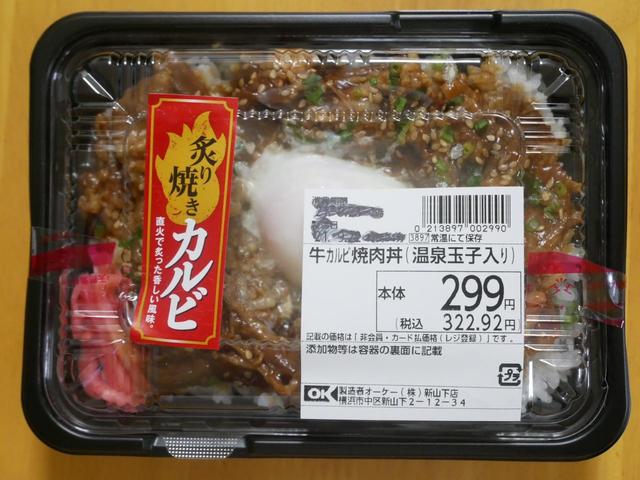 炙り
焼き
カルビ
直火で炙った香しい風味。
0 213897 002990
3897 常温にて保存
牛カルビ焼肉丼(温泉玉子入り)
本体 299円
(税込 322.92円)
記載の価格は「非会員・カード払価格(レジ登録)」です。
添加物等は容器の裏面に記載
プラ
OK 製造者オーケー(株)新山下店
横浜市中区新山下2-12-34